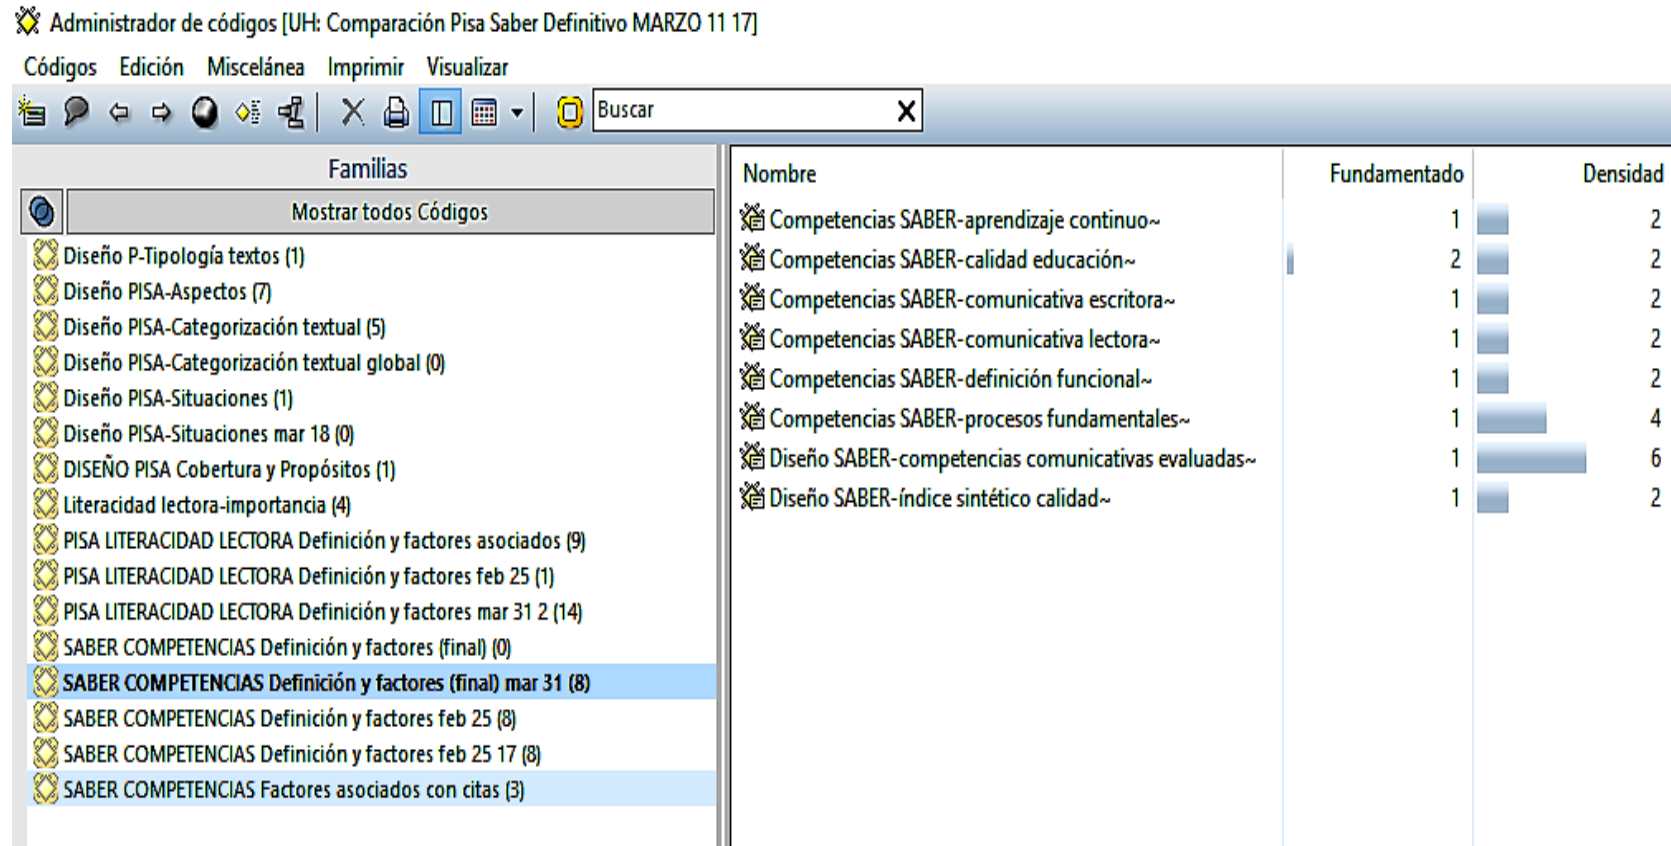 Administrador de códigos [UH: Comparación Pisa Saber Definitivo MARZO 11 17]
Códigos Edición Miscelánea Imprimir Visualizar
Buscar
Familias
Mostrar todos Códigos
Diseño P-Tipología textos (1)
Diseño PISA-Aspectos (7)
Diseño PISA-Categorización textual (5)
Diseño PISA-Categorización textual global (0)
Diseño PISA-Situaciones (1)
Diseño PISA-Situaciones mar 18 (0)
DISEÑO PISA Cobertura y Propósitos (1)
Literacidad lectora-importancia (4)
PISA LITERACIDAD LECTORA Definición y factores asociados (9)
PISA LITERACIDAD LECTORA Definición y factores feb 25 (1)
PISA LITERACIDAD LECTORA Definición y factores mar 31 2 (14)
SABER COMPETENCIAS Definición y factores (final) (0)
SABER COMPETENCIAS Definición y factores (final) mar 31 (8)
SABER COMPETENCIAS Definición y factores feb 25 (8)
SABER COMPETENCIAS Definición y factores feb 25 17 (8)
SABER COMPETENCIAS Factores asociados con citas (3)
Nombre Fundamentado Densidad
Competencias SABER-aprendizaje continuo~ 1 2
Competencias SABER-calidad educación~ 2 2
Competencias SABER-comunicativa escritora~ 1 2
Competencias SABER-comunicativa lectora~ 1 2
Competencias SABER-definición funcional~ 1 2
Competencias SABER-procesos fundamentales~ 1 4
Diseño SABER-competencias comunicativas evaluadas~ 1 6
Diseño SABER-índice sintético calidad~ 1 2